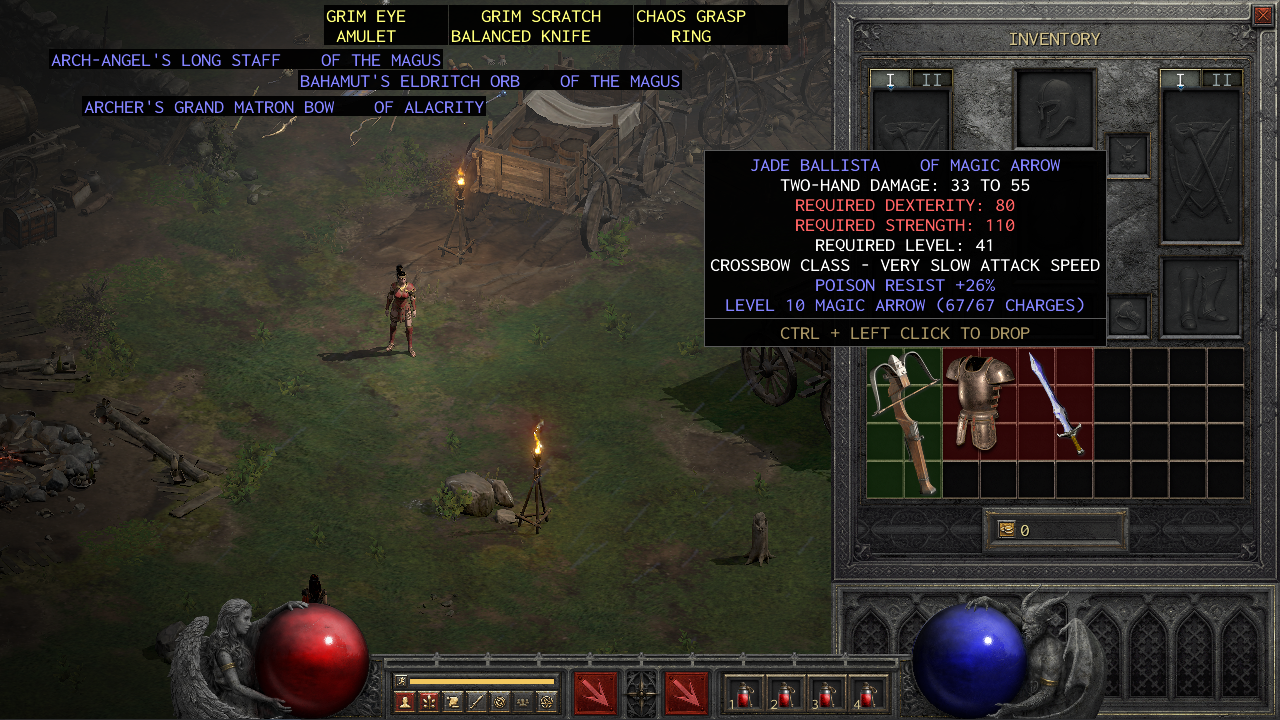 GRIM EYE
AMULET
GRIM SCRATCH
BALANCED KNIFE
CHAOS GRASP
RING
ARCH-ANGEL'S LONG STAFF OF THE MAGUS
BAHAMUT'S ELDRITCH ORB OF THE MAGUS
ARCHER'S GRAND MATRON BOW OF ALACRITY
INVENTORY
I II
I II
JADE BALLISTA OF MAGIC ARROW
TWO-HAND DAMAGE: 33 TO 55
REQUIRED DEXTERITY: 80
REQUIRED STRENGTH: 110
REQUIRED LEVEL: 41
CROSSBOW CLASS - VERY SLOW ATTACK SPEED
POISON RESIST +26%
LEVEL 10 MAGIC ARROW (67/67 CHARGES)
CTRL + LEFT CLICK TO DROP
0
1 2 3 4